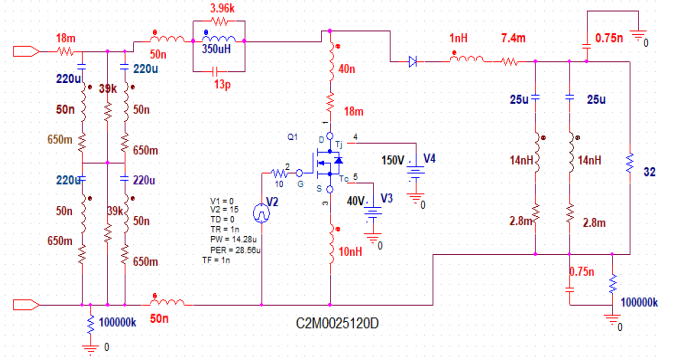 3.96k
18m
50n
350uH
13p
1nH
7.4m
0.75n
0
220u
220u
39k
50n
50n
650m
650m
220u
220u
39k
50n
50n
650m
650m
40n
18m
Q1
1
D
Tj
4
2
G
10
Tc
5
S
3
150V
V4
0
40V
V3
0
V2
V1 = 0
V2 = 15
TD = 0
TR = 1n
PW = 14.28u
PER = 28.56u
TF = 1n
10nH
25u
25u
14nH
14nH
32
2.8m
2.8m
0.75n
100000k
0
50n
100000k
0
C2M0025120D